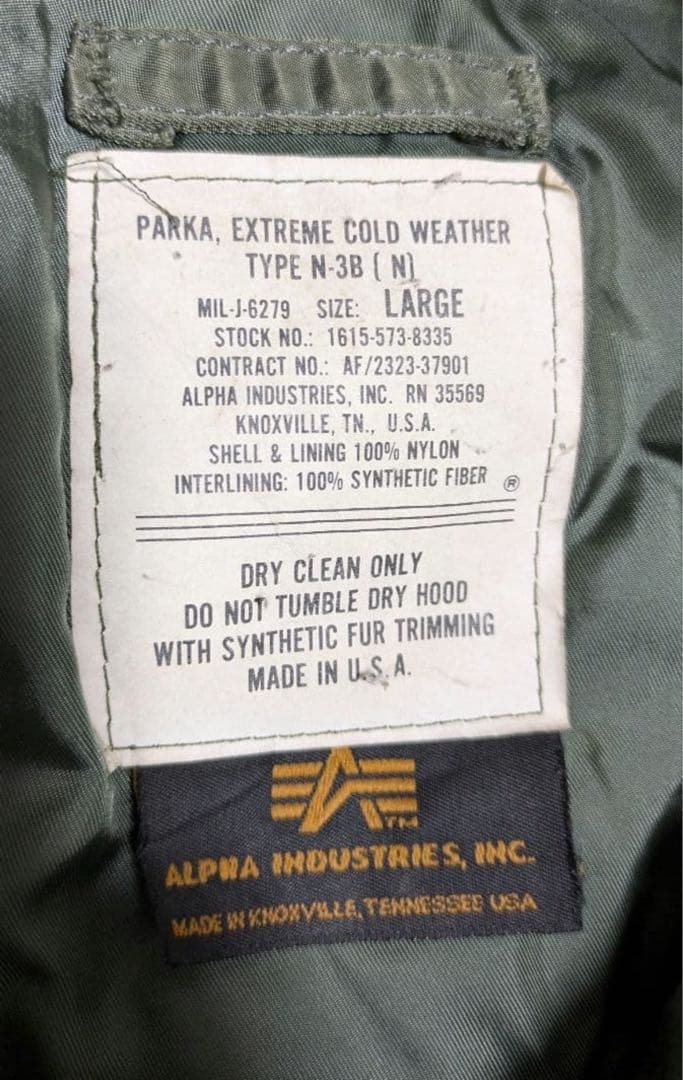 PARKA, EXTREME COLD WEATHER
TYPE N-3B ( N)
MIL-J-6279 SIZE: LARGE
STOCK NO.: 1615-573-8335
CONTRACT NO.: AF/2323-37901
ALPHA INDUSTRIES, INC. RN 35569
KNOXVILLE, TN., U.S.A.
SHELL & LINING 100% NYLON
INTERLINING: 100% SYNTHETIC FIBER ®
DRY CLEAN ONLY
DO NOT TUMBLE DRY HOOD
WITH SYNTHETIC FUR TRIMMING
MADE IN U.S.A.
TM
ALPHA INDUSTRIES, INC.
MADE IN KNOXVILLE, TENNESSEE USA